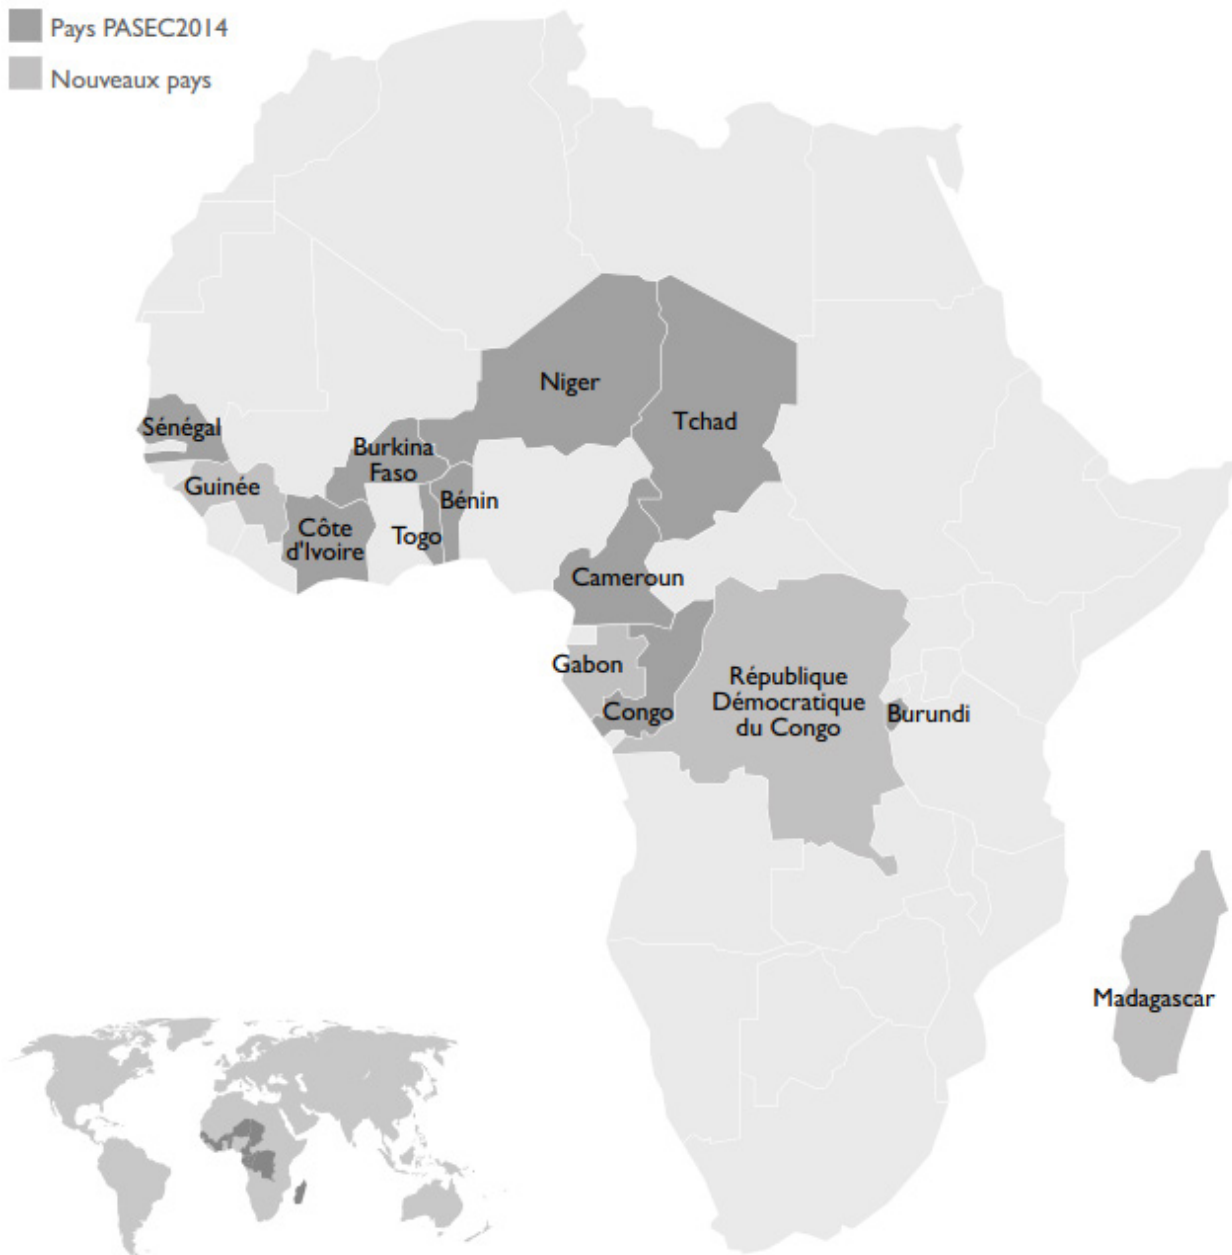 Pays PASEC2014
Nouveaux pays
Niger
Tchad
Sénégal
Burkina
Faso
Guinée
Bénin
Côte
d'Ivoire
Togo
Cameroun
Gabon
République
Démocratique
du Congo
Congo
Burundi
Madagascar